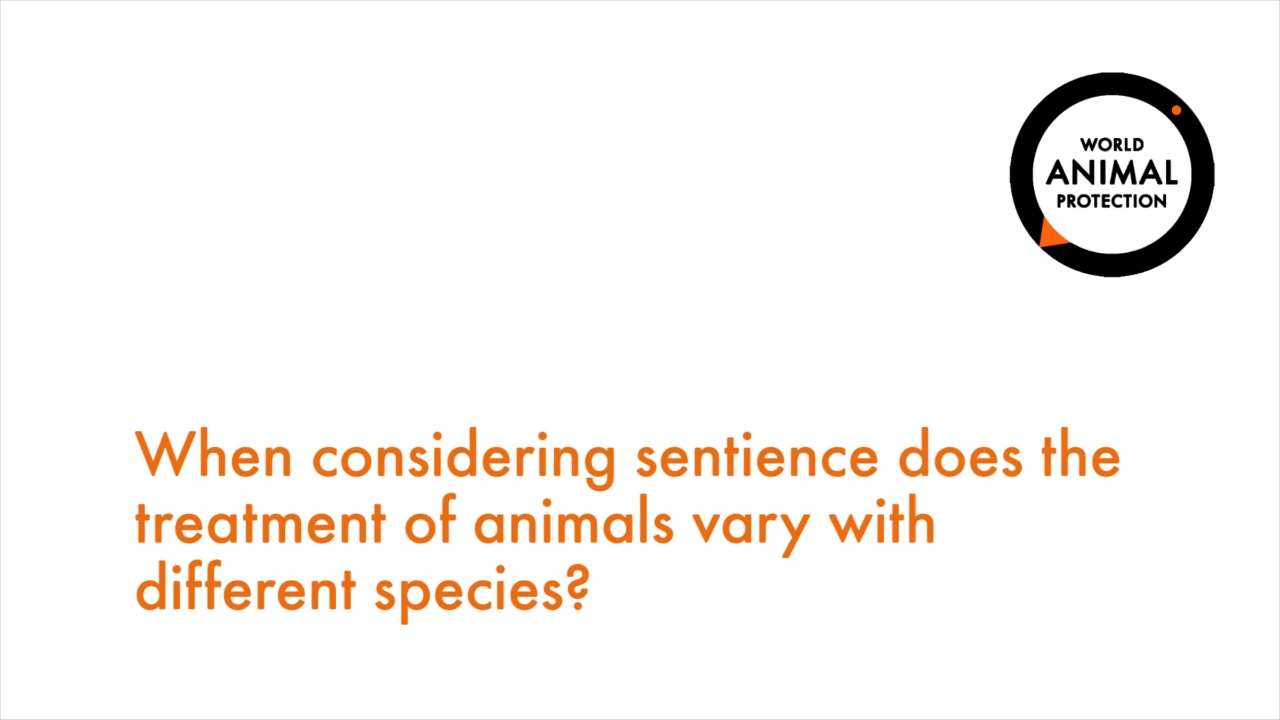 WORLD
ANIMAL
PROTECTION
When considering sentience does the
treatment of animals vary with
different species?